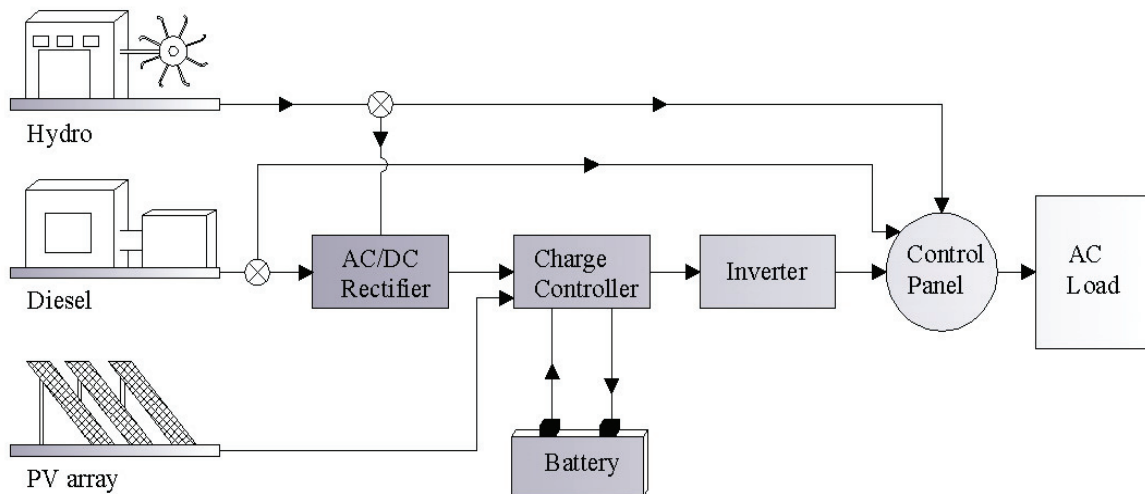 Hydro
Diesel
PV array
AC/DC
Rectifier
Charge
Controller
Inverter
Control
Panel
AC
Load
Battery